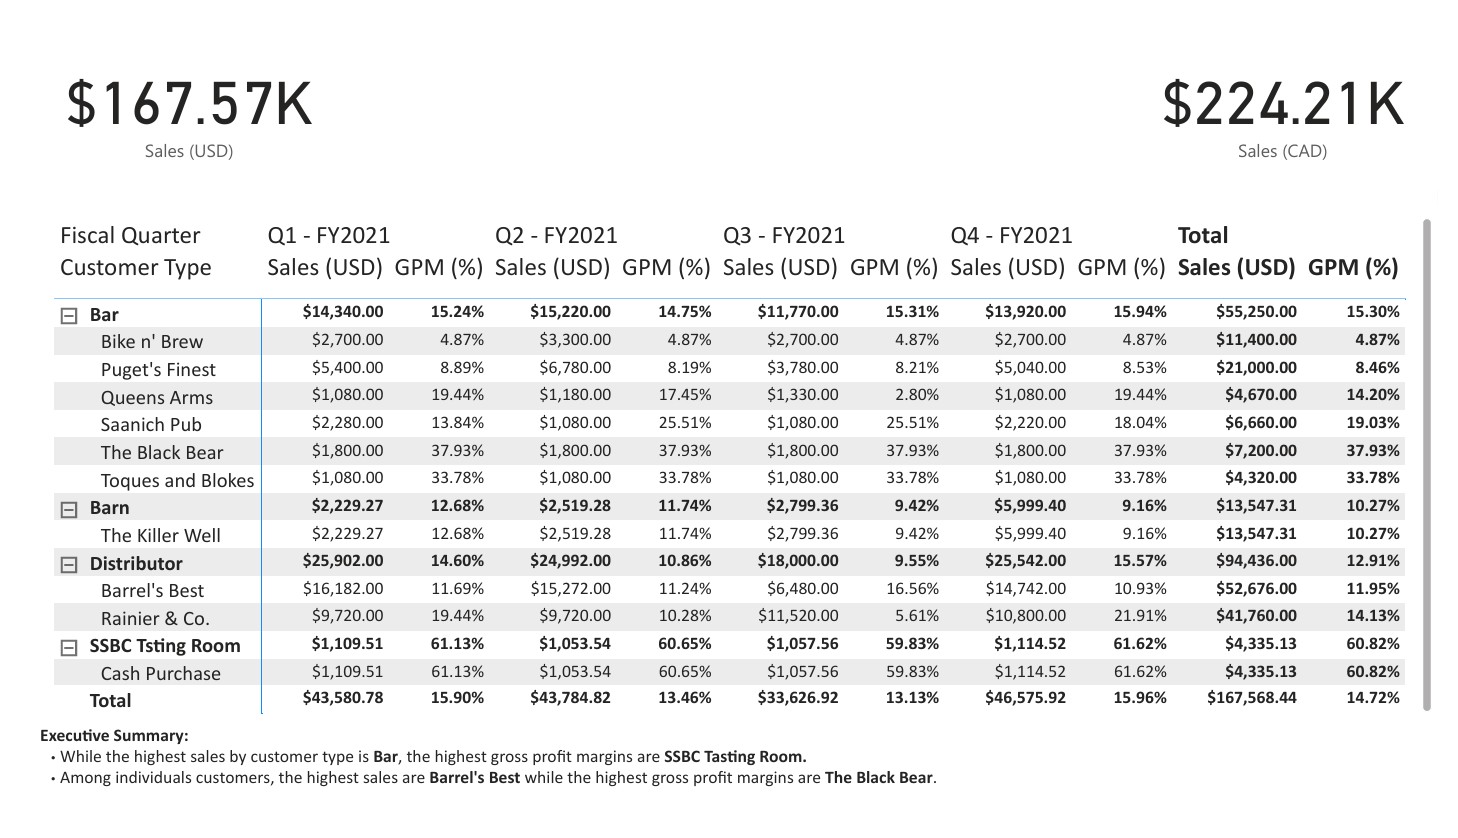 $167.57K $224.21K
Sales (USD) Sales (CAD)
Fiscal Quarter Q1 - FY2021 Q2 - FY2021 Q3 - FY2021 Q4 - FY2021 Total
Customer Type Sales (USD) GPM (%) Sales (USD) GPM (%) Sales (USD) GPM (%) Sales (USD) GPM (%) Sales (USD) GPM (%)
Bar $14,340.00 15.24% $15,220.00 14.75% $11,770.00 15.31% $13,920.00 15.94% $55,250.00 15.30%
Bike n' Brew $2,700.00 4.87% $3,300.00 4.87% $2,700.00 4.87% $2,700.00 4.87% $11,400.00 4.87%
Puget's Finest $5,400.00 8.89% $6,780.00 8.19% $3,780.00 8.21% $5,040.00 8.53% $21,000.00 8.46%
Queens Arms $1,080.00 19.44% $1,180.00 17.45% $1,330.00 2.80% $1,080.00 19.44% $4,670.00 14.20%
Saanich Pub $2,280.00 13.84% $1,080.00 25.51% $1,080.00 25.51% $2,220.00 18.04% $6,660.00 19.03%
The Black Bear $1,800.00 37.93% $1,800.00 37.93% $1,800.00 37.93% $1,800.00 37.93% $7,200.00 37.93%
Toques and Blokes $1,080.00 33.78% $1,080.00 33.78% $1,080.00 33.78% $1,080.00 33.78% $4,320.00 33.78%
Barn $2,229.27 12.68% $2,519.28 11.74% $2,799.36 9.42% $5,999.40 9.16% $13,547.31 10.27%
The Killer Well $2,229.27 12.68% $2,519.28 11.74% $2,799.36 9.42% $5,999.40 9.16% $13,547.31 10.27%
Distributor $25,902.00 14.60% $24,992.00 10.86% $18,000.00 9.55% $25,542.00 15.57% $94,436.00 12.91%
Barrel's Best $16,182.00 11.69% $15,272.00 11.24% $6,480.00 16.56% $14,742.00 10.93% $52,676.00 11.95%
Rainier & Co. $9,720.00 19.44% $9,720.00 10.28% $11,520.00 5.61% $10,800.00 21.91% $41,760.00 14.13%
SSBC Tsting Room $1,109.51 61.13% $1,053.54 60.65% $1,057.56 59.83% $1,114.52 61.62% $4,335.13 60.82%
Cash Purchase $1,109.51 61.13% $1,053.54 60.65% $1,057.56 59.83% $1,114.52 61.62% $4,335.13 60.82%
Total $43,580.78 15.90% $43,784.82 13.46% $33,626.92 13.13% $46,575.92 15.96% $167,568.44 14.72%
Executive Summary:
• While the highest sales by customer type is Bar, the highest gross profit margins are SSBC Tasting Room.
• Among individuals customers, the highest sales are Barrel's Best while the highest gross profit margins are The Black Bear.